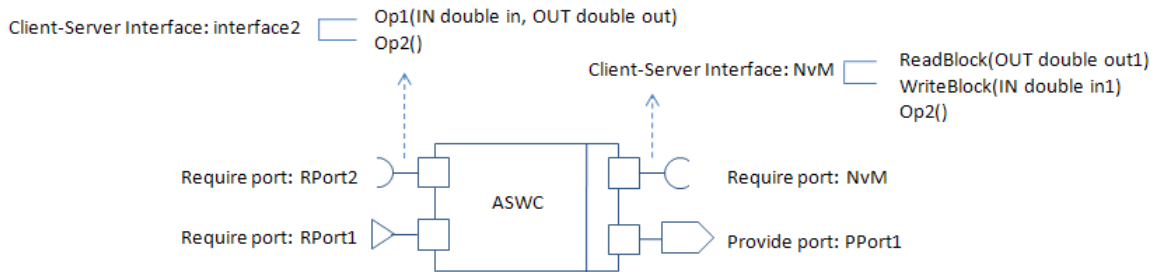 Client-Server Interface: interface2
Op1(IN double in, OUT double out)
Op2()
Client-Server Interface: NvM
ReadBlock(OUT double out1)
WriteBlock(IN double in1)
Op2()
Require port: RPort2
Require port: NvM
ASWC
Require port: RPort1
Provide port: PPort1